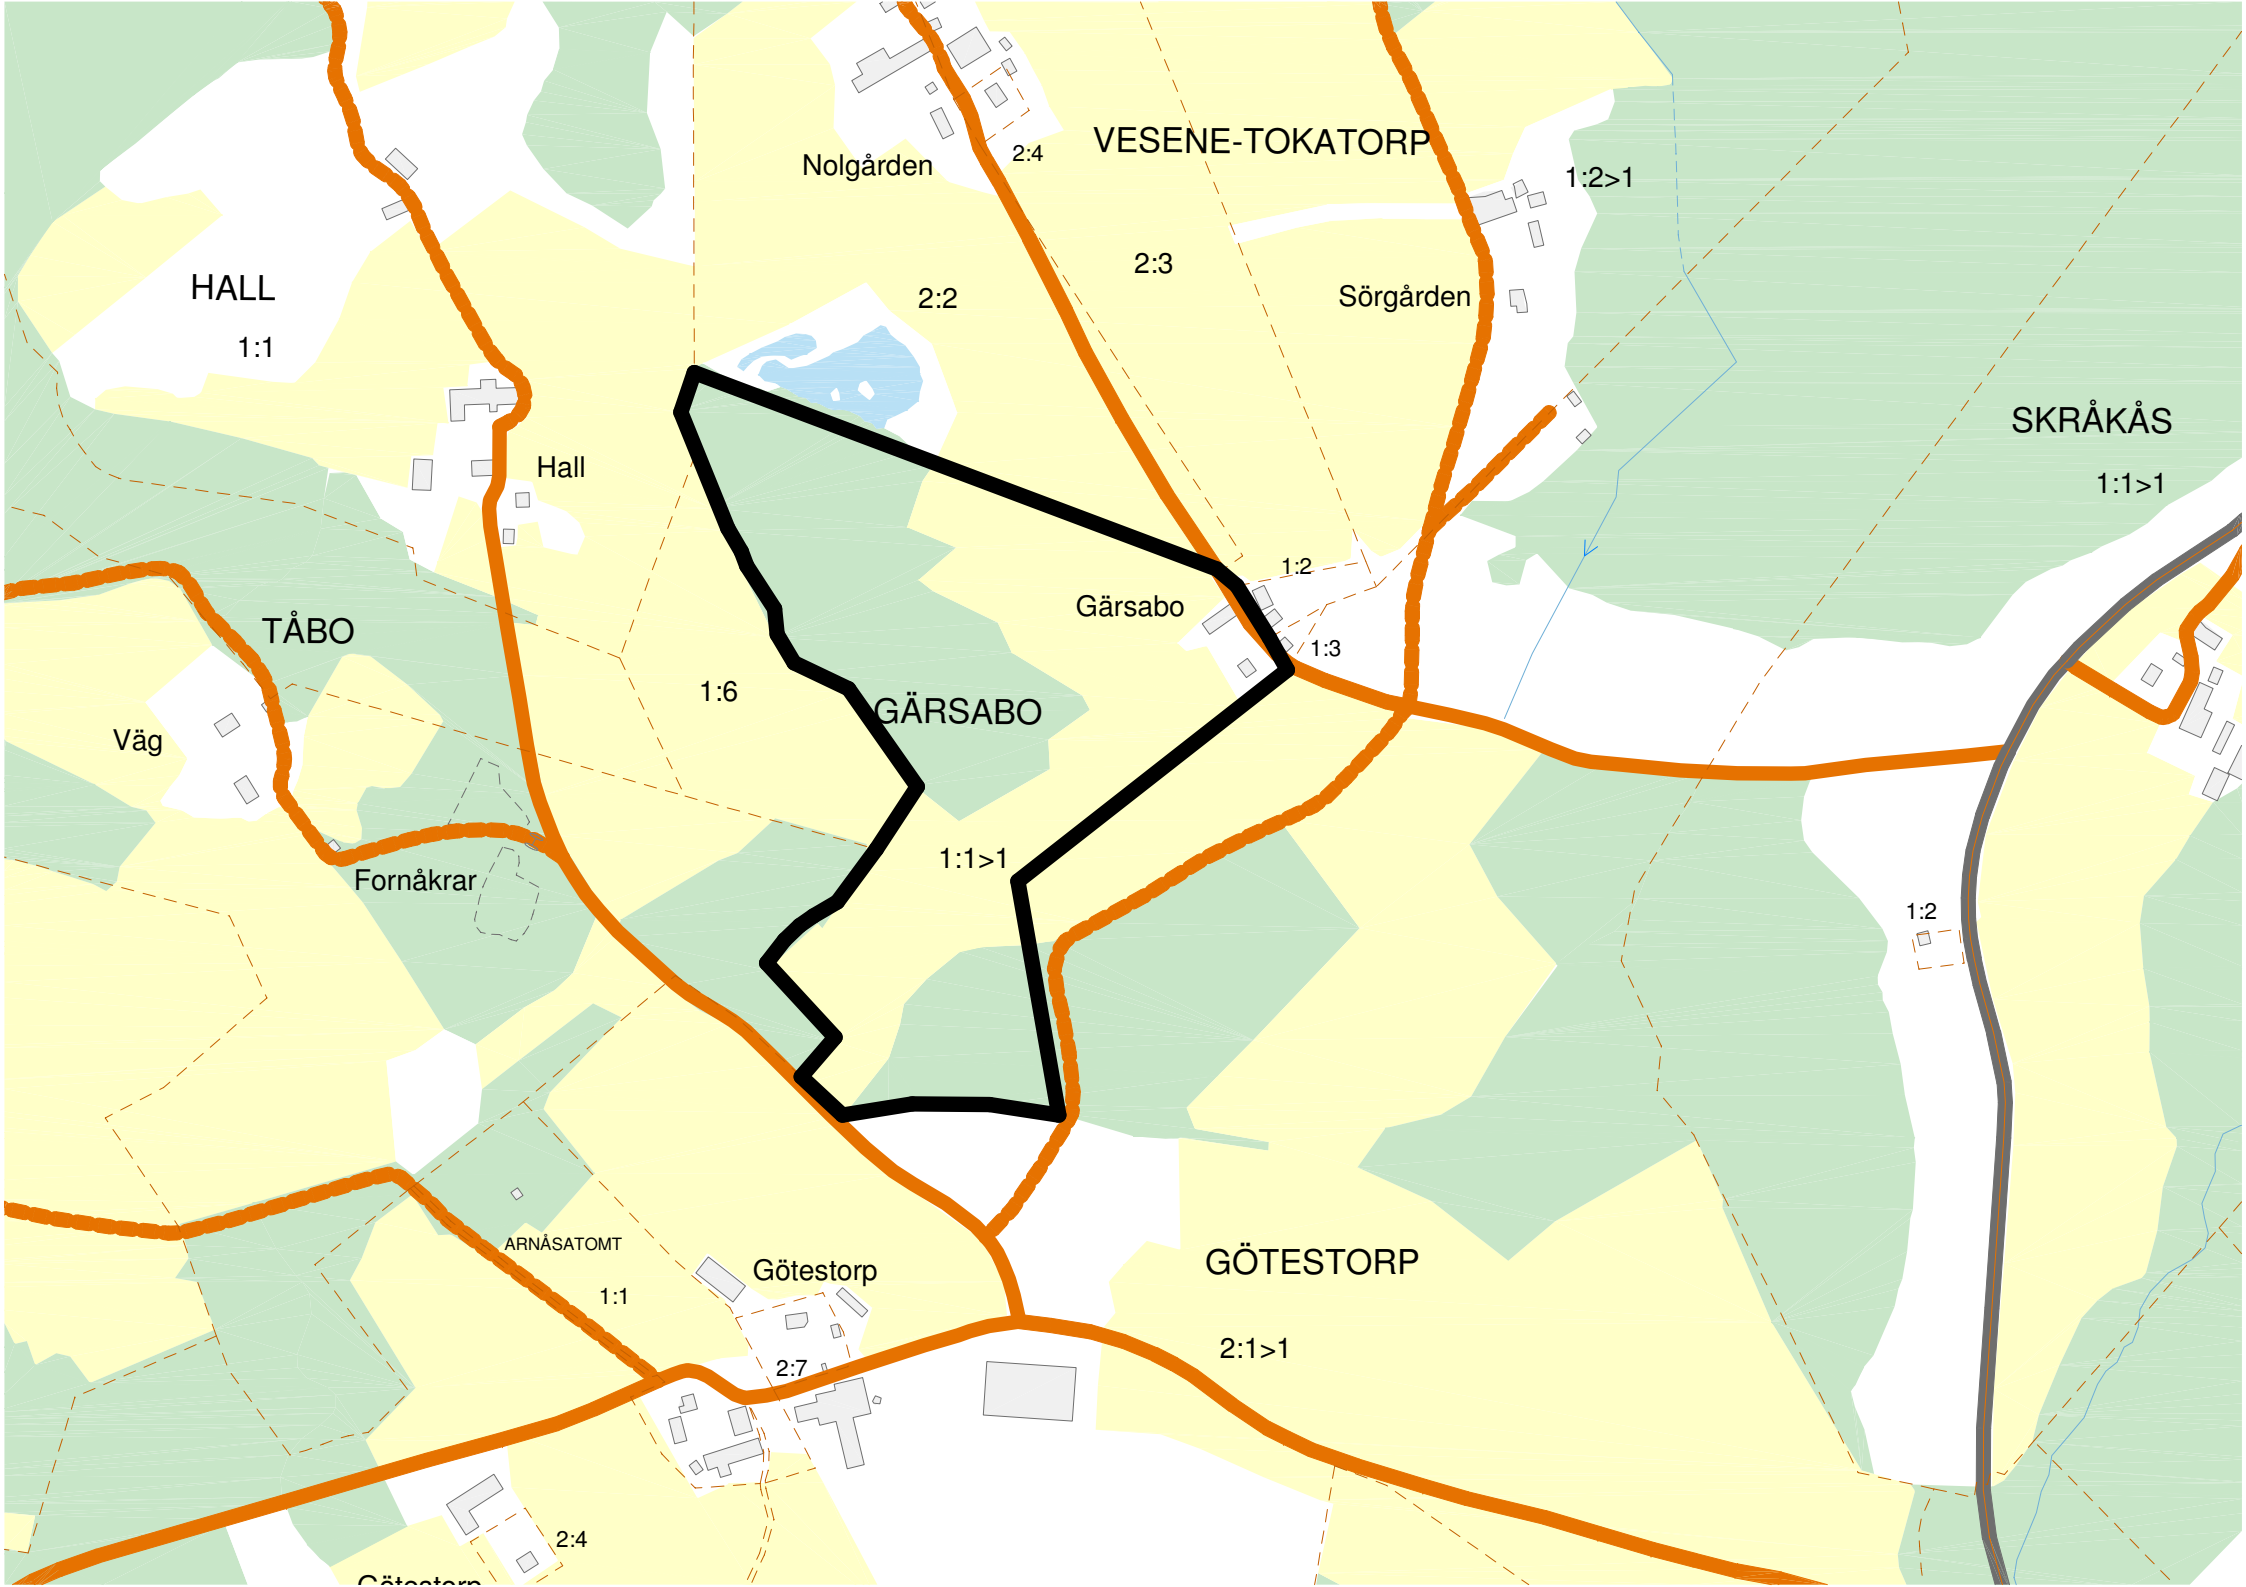 VESENE-TOKATORP
2:4
Nolgården
1:2>1
2:3
HALL
2:2
Sörgården
1:1
SKRÅKÅS
Hall
1:1>1
1:2
Gärsabo
TÅBO
1:3
1:6
GÄRSABO
Väg
1:1>1
Fornåkrar
1:2
ARNÅSATOMT
GÖTESTORP
Götestorp
1:1
2:1>1
2:7
2:4
Götestorp